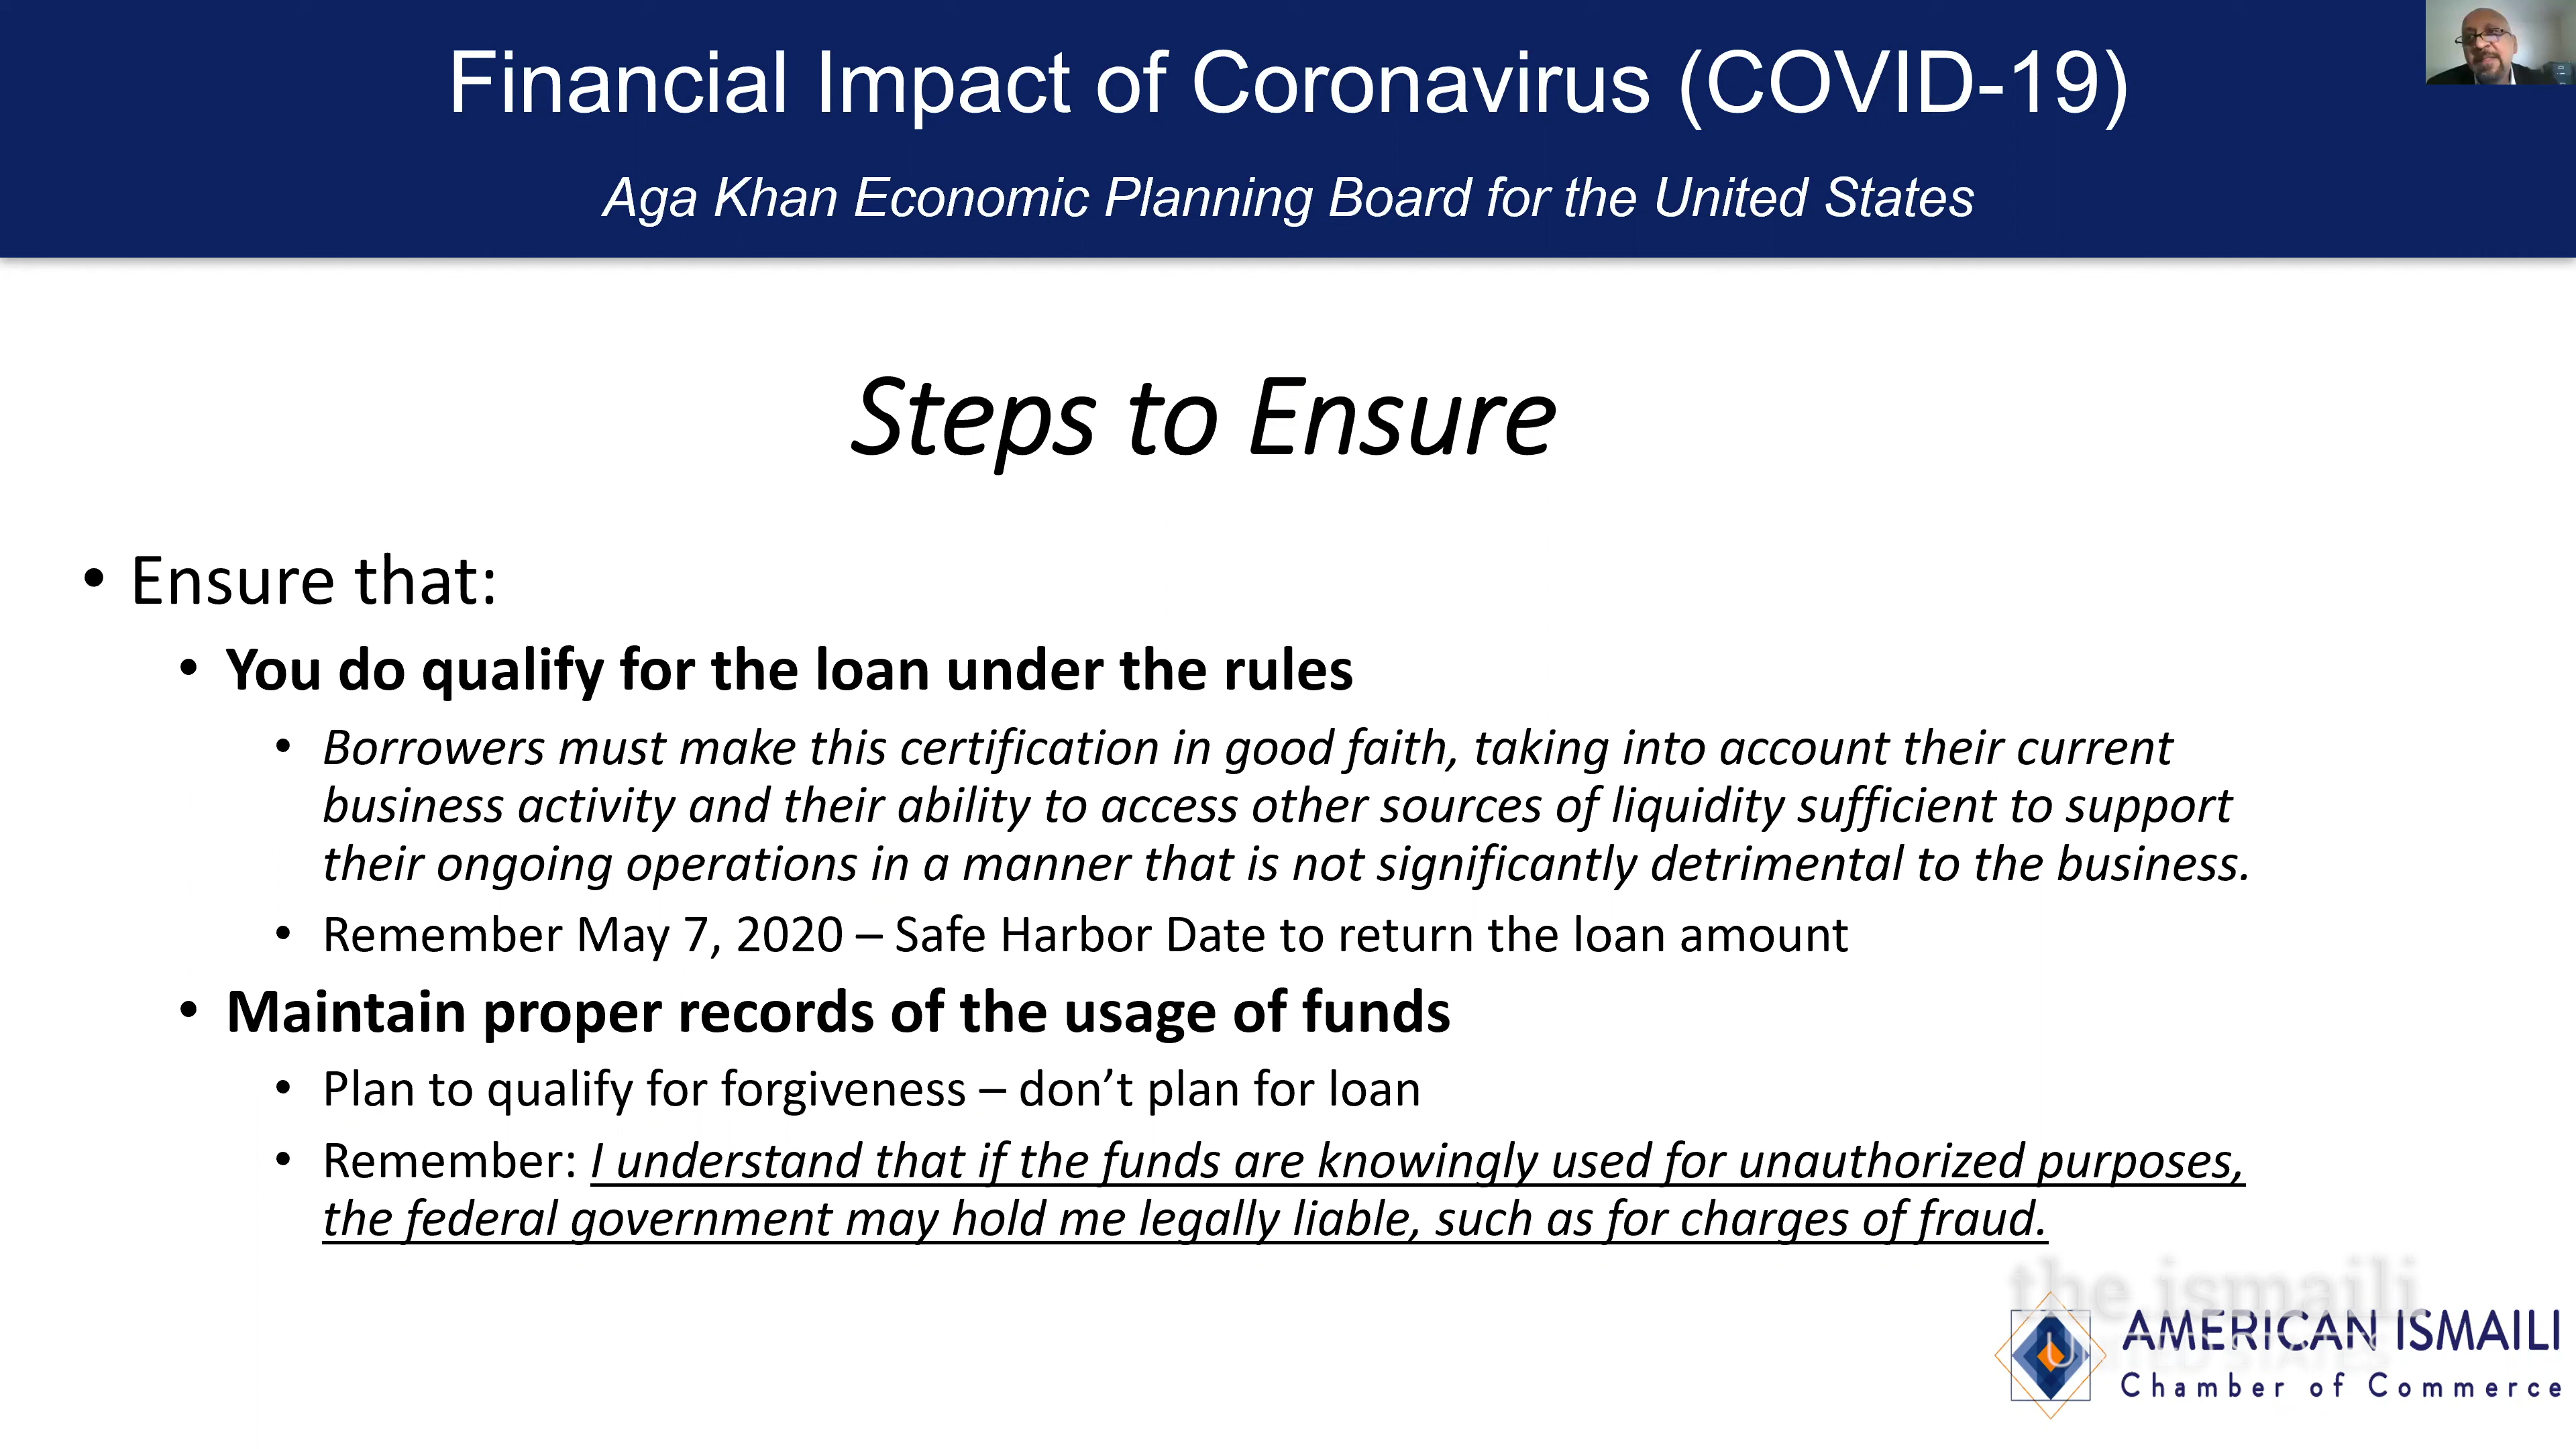 Financial Impact of Coronavirus (COVID-19)
Aga Khan Economic Planning Board for the United States
Steps to Ensure
• Ensure that:
• You do qualify for the loan under the rules
• Borrowers must make this certification in good faith, taking into account their current
business activity and their ability to access other sources of liquidity sufficient to support
their ongoing operations in a manner that is not significantly detrimental to the business.
• Remember May 7, 2020 – Safe Harbor Date to return the loan amount
• Maintain proper records of the usage of funds
• Plan to qualify for forgiveness – don’t plan for loan
• Remember: I understand that if the funds are knowingly used for unauthorized purposes,
the federal government may hold me legally liable, such as for charges of fraud.
the.ismaili
AMERICAN ISMAILI
Chamber of Commerce